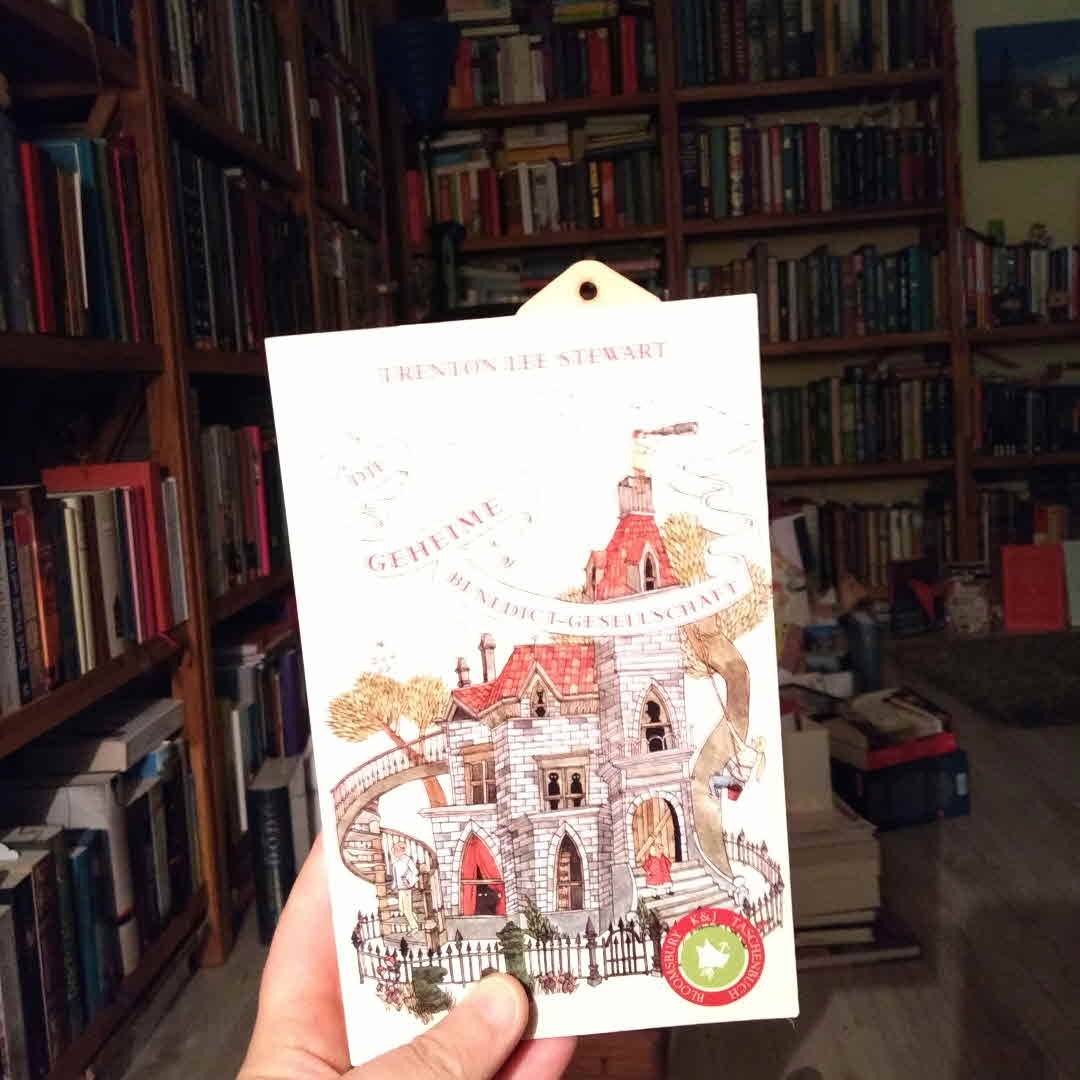 TRENTON LEE STEWART
DIE
GEHEIME
BENEDICT-GESELLSCHAFT
BLOOMSBURY K&J TASCHENBUCH